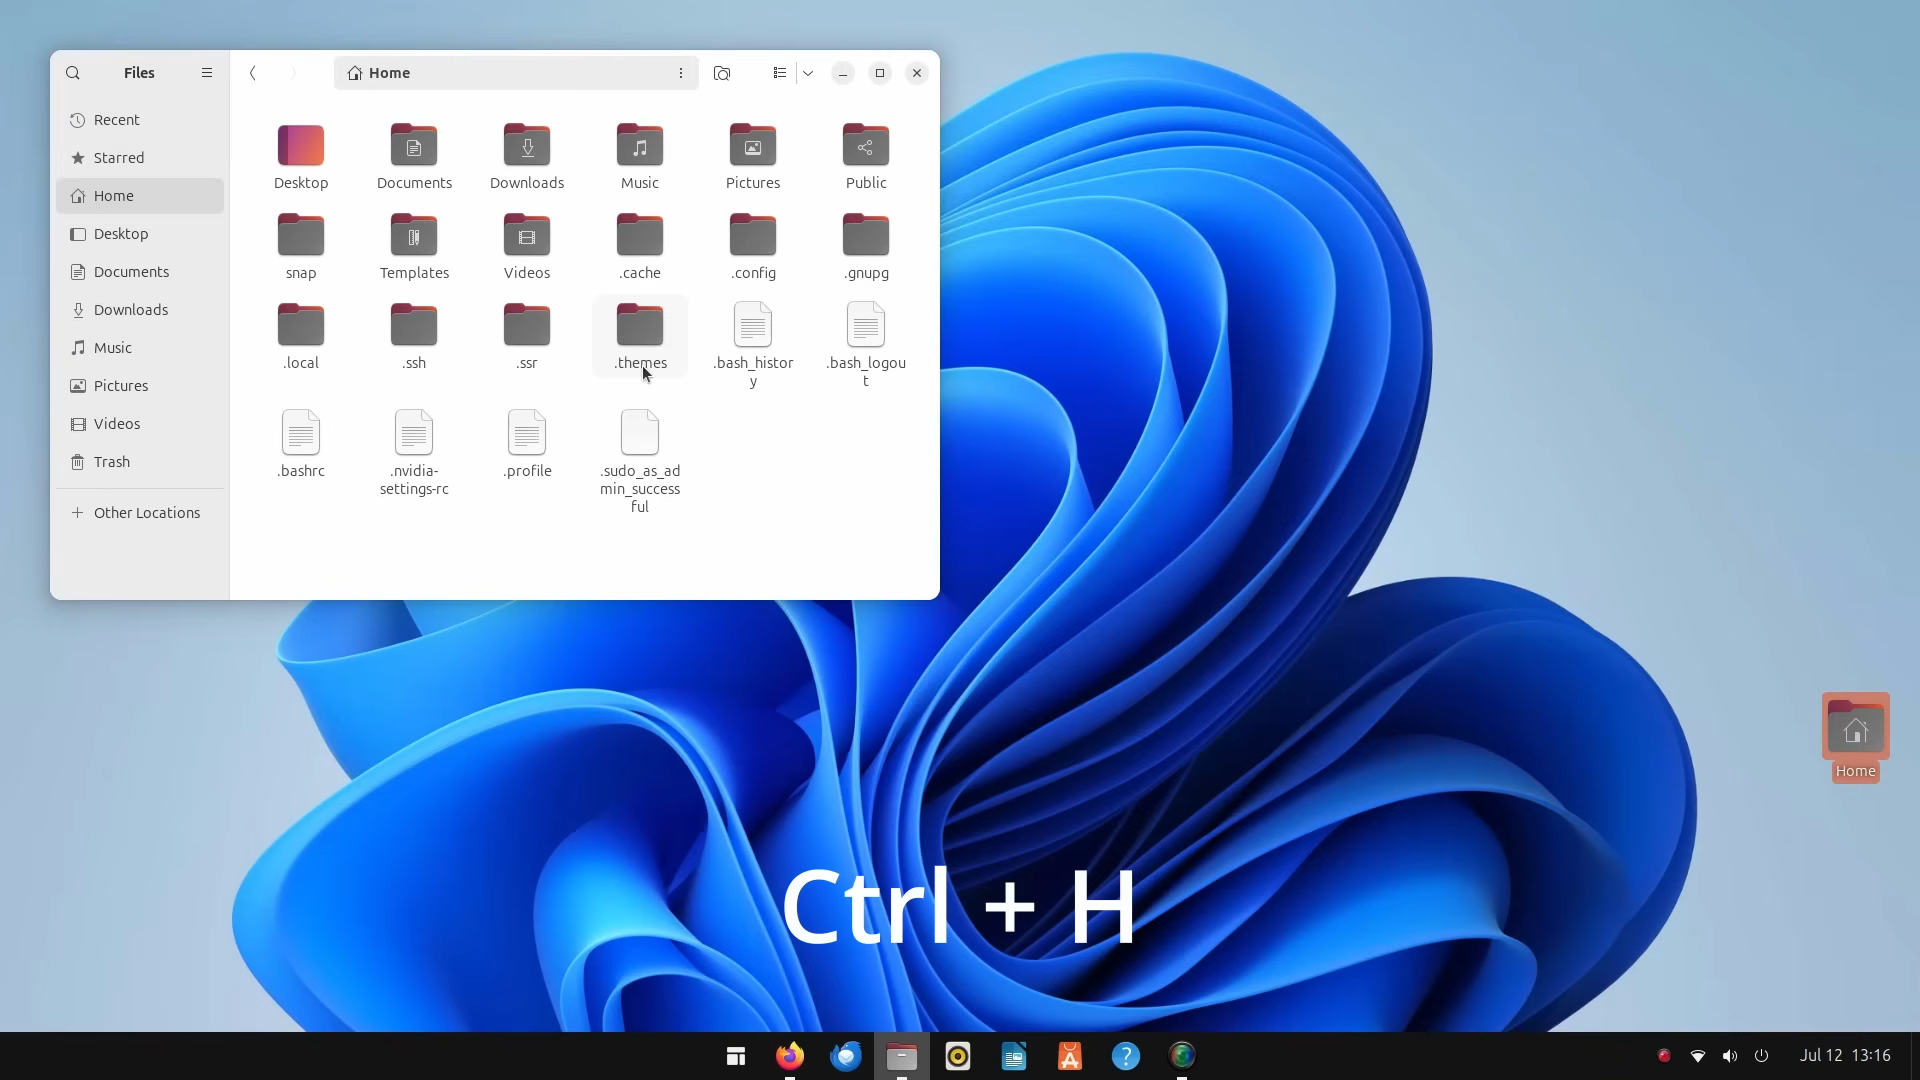 Files
Home
Recent
Starred
Home
Desktop
Documents
Downloads
Music
Pictures
Videos
Trash
Other Locations
Desktop
Documents
Downloads
Music
Pictures
Public
snap
Templates
Videos
.cache
.config
.gnupg
.local
.ssh
.ssr
.themes
.bash_histor
y
.bash_logou
t
.bashrc
.nvidia-
settings-rc
.profile
.sudo_as_ad
min_success
ful
Home
Ctrl + H
Jul 12 13:16